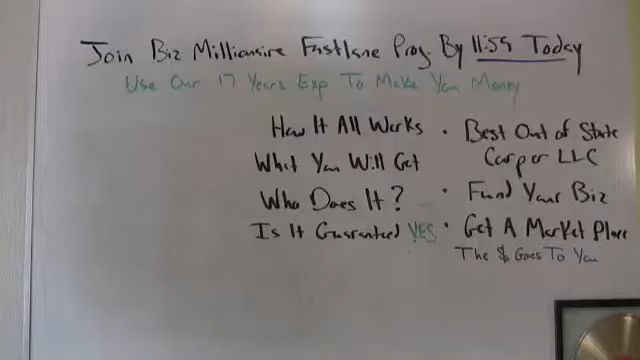 Join Biz Millionaire Fastlane Prog. By 11:59 Today
Use Our 17 Years Exp To Make You Money
How It All Works
What You Will Get
Who Does It?
Is It Guaranteed YES
• Best Out of State
Corp or LLC
• Fund Your Biz
• Get A Market Place
The $ Goes To You